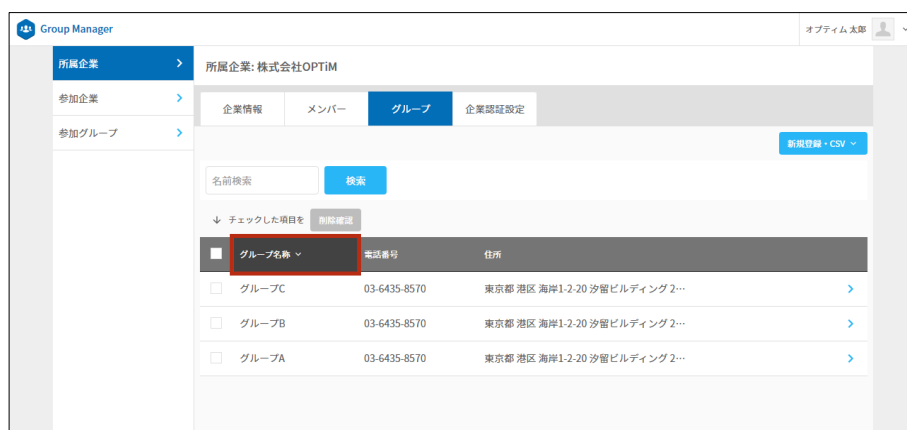 Group Manager
オプティム 太郎
所属企業
所属企業: 株式会社OPTiM
参加企業
参加グループ
企業情報 メンバー グループ 企業認証設定
新規登録・CSV
名前検索 検索
チェックした項目を 削除確認
グループ名称 電話番号 住所
グループC 03-6435-8570 東京都 港区 海岸1-2-20 汐留ビルディング 2…
グループB 03-6435-8570 東京都 港区 海岸1-2-20 汐留ビルディング 2…
グループA 03-6435-8570 東京都 港区 海岸1-2-20 汐留ビルディング 2…